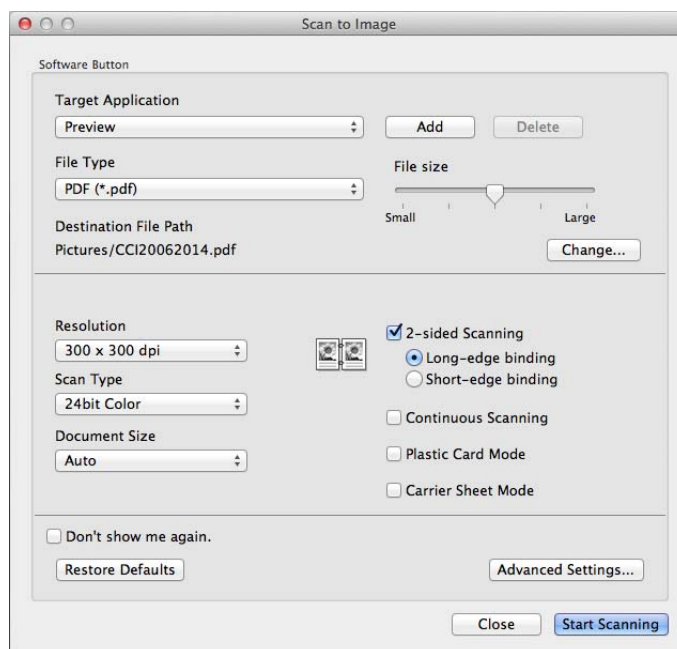 Scan to Image
Software Button
Target Application
Preview
Add
Delete
File Type
File size
PDF (*.pdf)
Small
Large
Destination File Path
Pictures/CCI20062014.pdf
Change...
Resolution
300 x 300 dpi
2-sided Scanning
Long-edge binding
Scan Type
Short-edge binding
24bit Color
Continuous Scanning
Document Size
Auto
Plastic Card Mode
Carrier Sheet Mode
Don't show me again.
Restore Defaults
Advanced Settings...
Close
Start Scanning